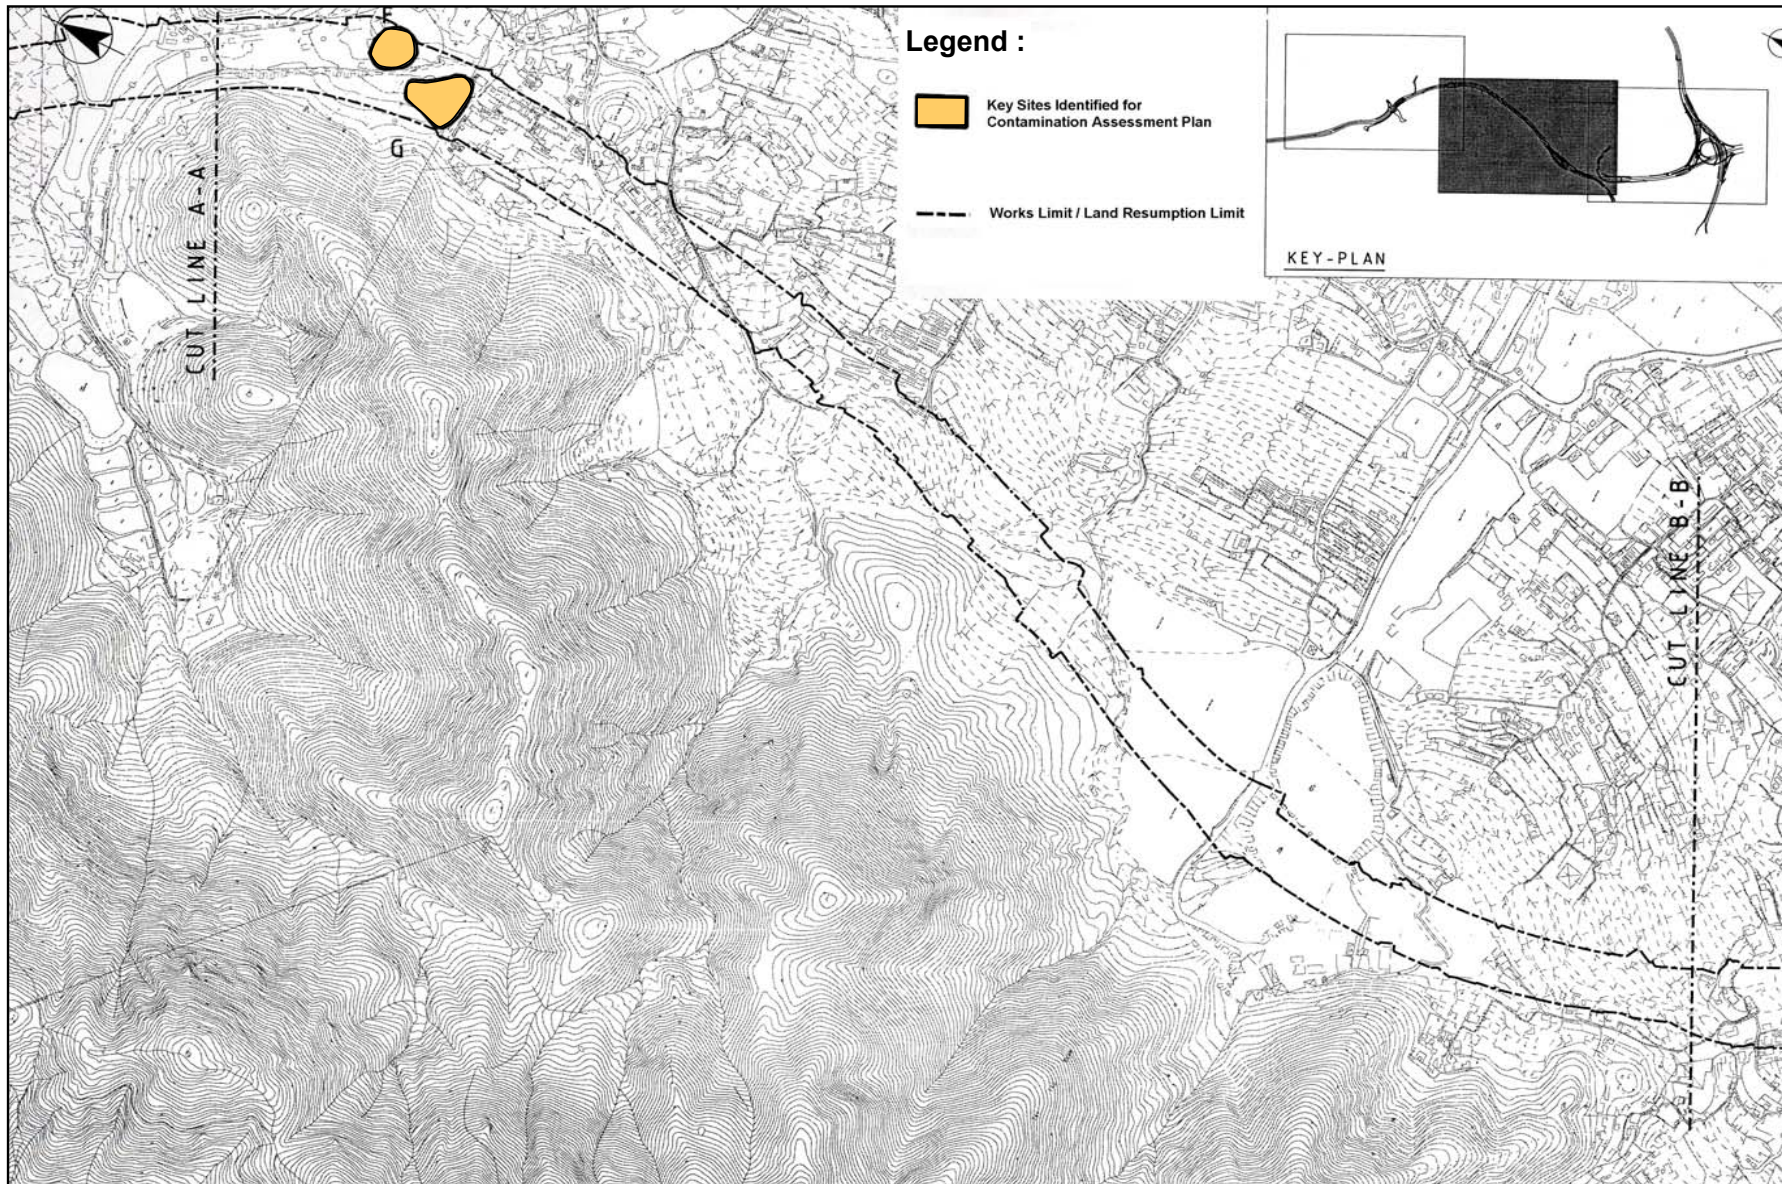 Legend :
Key Sites Identified for
Contamination Assessment Plan
Works Limit / Land Resumption Limit
KEY-PLAN
G
CUT LINE A-A
CUT LINE B-B